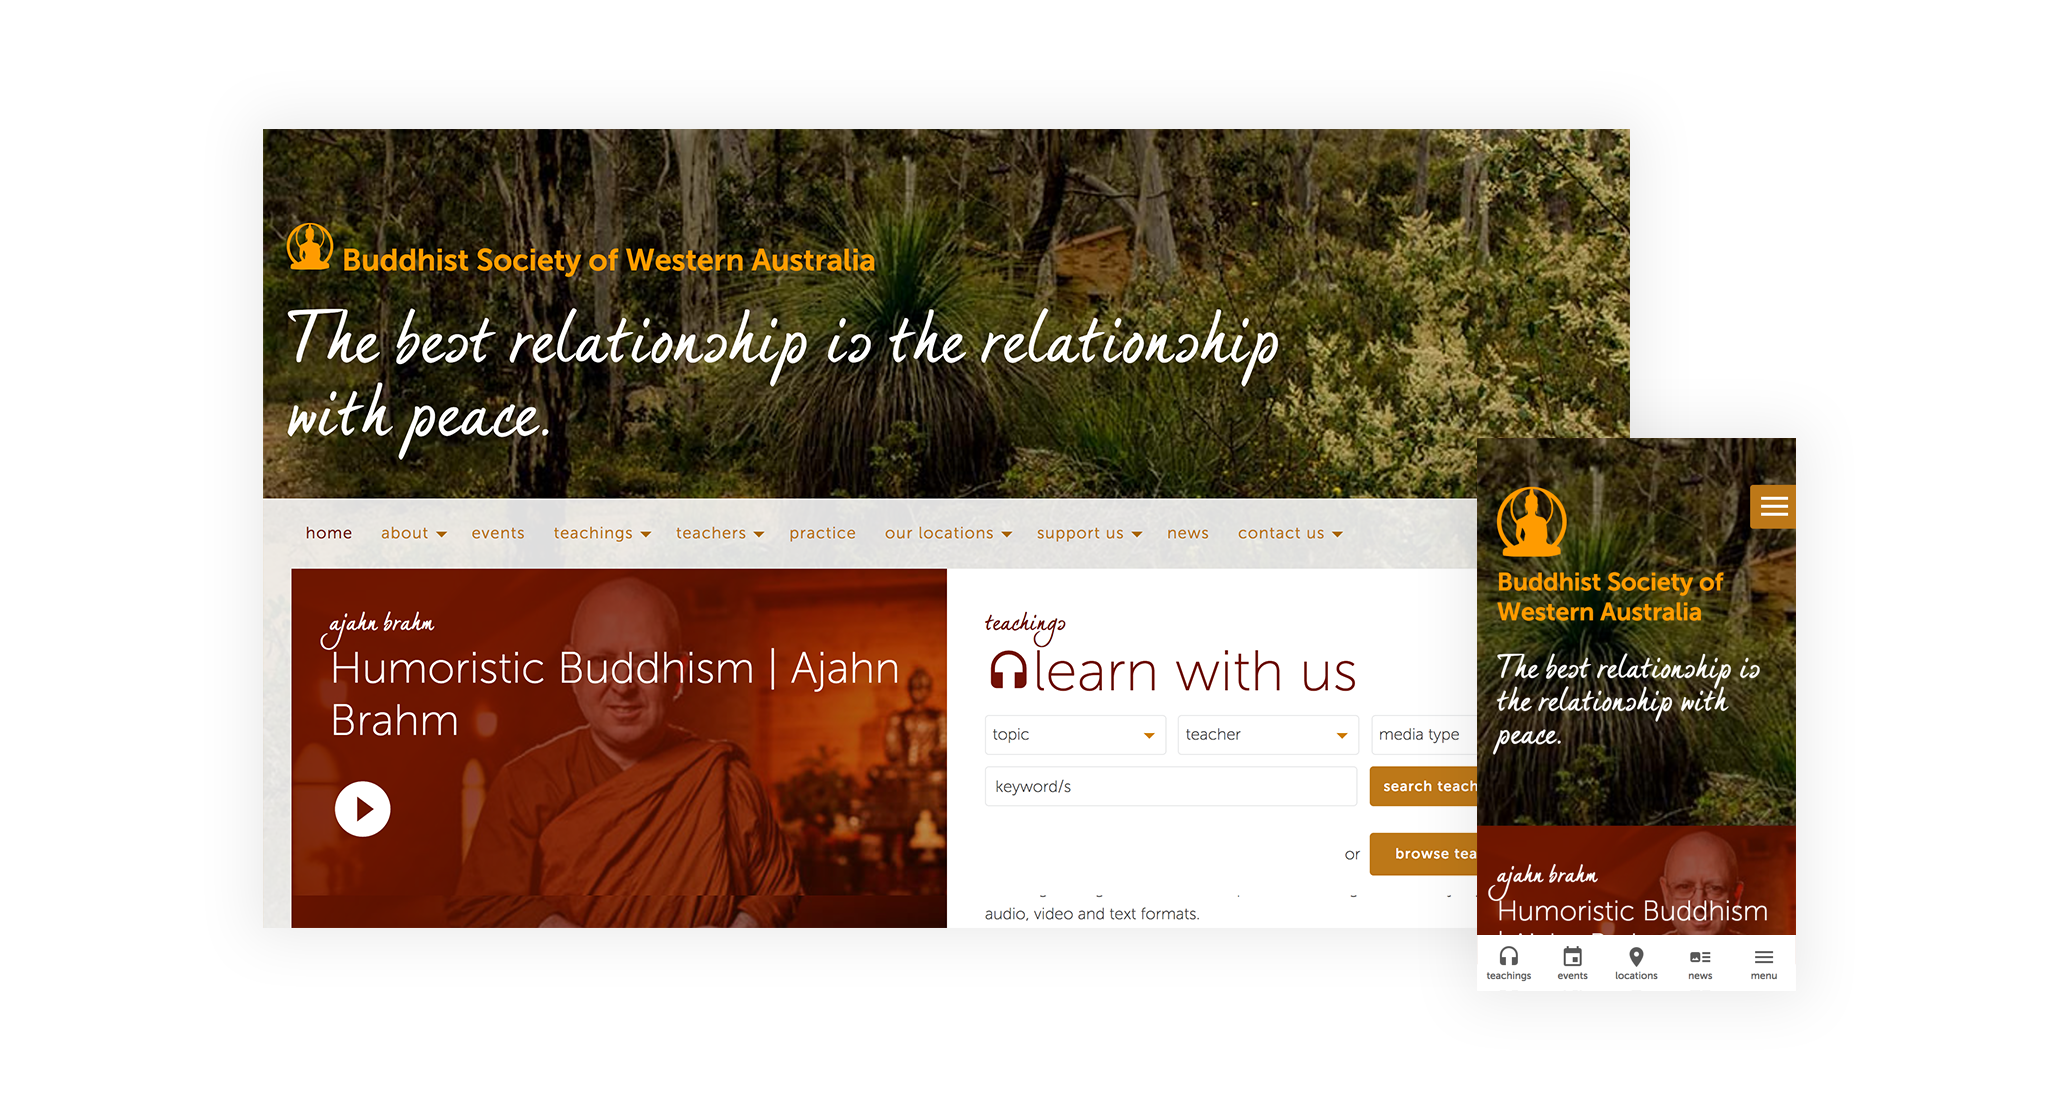 Buddhist Society of Western Australia
The best relationship is the relationship
with peace.
home about events teachings teachers practice our locations support us news contact us
ajahn brahm
Humoristic Buddhism | Ajahn
Brahm
teachings
learn with us
topic teacher media type
keyword/s search teach
or browse tea
audio, video and text formats.
Buddhist Society of
Western Australia
The best relationship is
the relationship with
peace.
ajahn brahm
Humoristic Buddhism
teachings events locations news menu